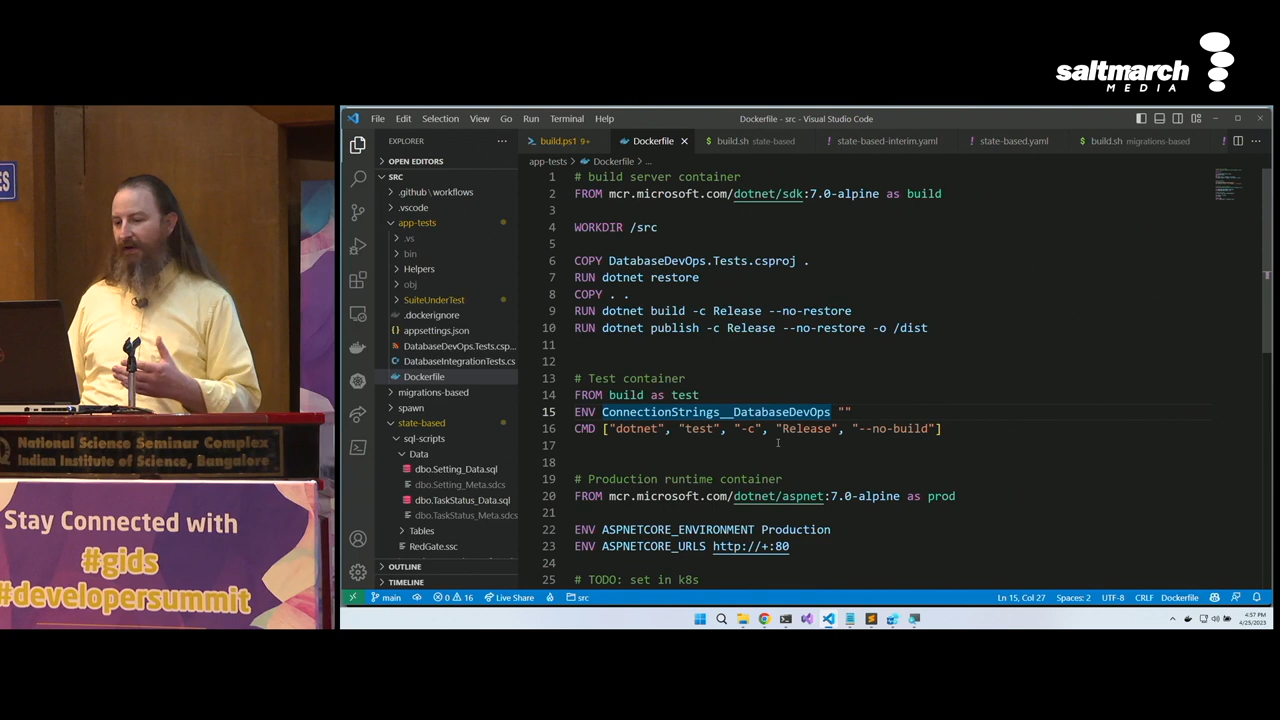 saltmarch
MEDIA
ES
File Edit Selection View Go Run Terminal Help
Dockerfile - src - Visual Studio Code
EXPLORER
build.ps1 9+
Dockerfile
build.sh state-based
state-based-interim.yaml
state-based.yaml
build.sh migrations-based
app-tests > Dockerfile > ...
OPEN EDITORS
SRC
.github\workflows
.vscode
app-tests
.vs
bin
Helpers
obj
SuiteUnderTest
.dockerignore
appsettings.json
DatabaseDevOps.Tests.csp...
DatabaseIntegrationTests.cs
Dockerfile
migrations-based
spawn
state-based
sql-scripts
Data
dbo.Setting_Data.sql
dbo.Setting_Meta.sdcs
dbo.TaskStatus_Data.sql
dbo.TaskStatus_Meta.sdcs
Tables
RedGate.ssc
OUTLINE
TIMELINE
1 # build server container
2 FROM mcr.microsoft.com/dotnet/sdk:7.0-alpine as build
3
4 WORKDIR /src
5
6 COPY DatabaseDevOps.Tests.csproj .
7 RUN dotnet restore
8 COPY . .
9 RUN dotnet build -c Release --no-restore
10 RUN dotnet publish -c Release --no-restore -o /dist
11
12
13 # Test container
14 FROM build as test
15 ENV ConnectionStrings__DatabaseDevOps ""
16 CMD ["dotnet", "test", "-c", "Release", "--no-build"]
17
18
19 # Production runtime container
20 FROM mcr.microsoft.com/dotnet/aspnet:7.0-alpine as prod
21
22 ENV ASPNETCORE_ENVIRONMENT Production
23 ENV ASPNETCORE_URLS http://+:80
24
25 # TODO: set in k8s
main 0 16 Live Share src
Ln 15, Col 27 Spaces: 2 UTF-8 CRLF Dockerfile
4:57 PM
4/25/2023
National Science Seminar Complex
Indian Institute of Science, Bangalore
Stay Connected with
#gids
#developersummit